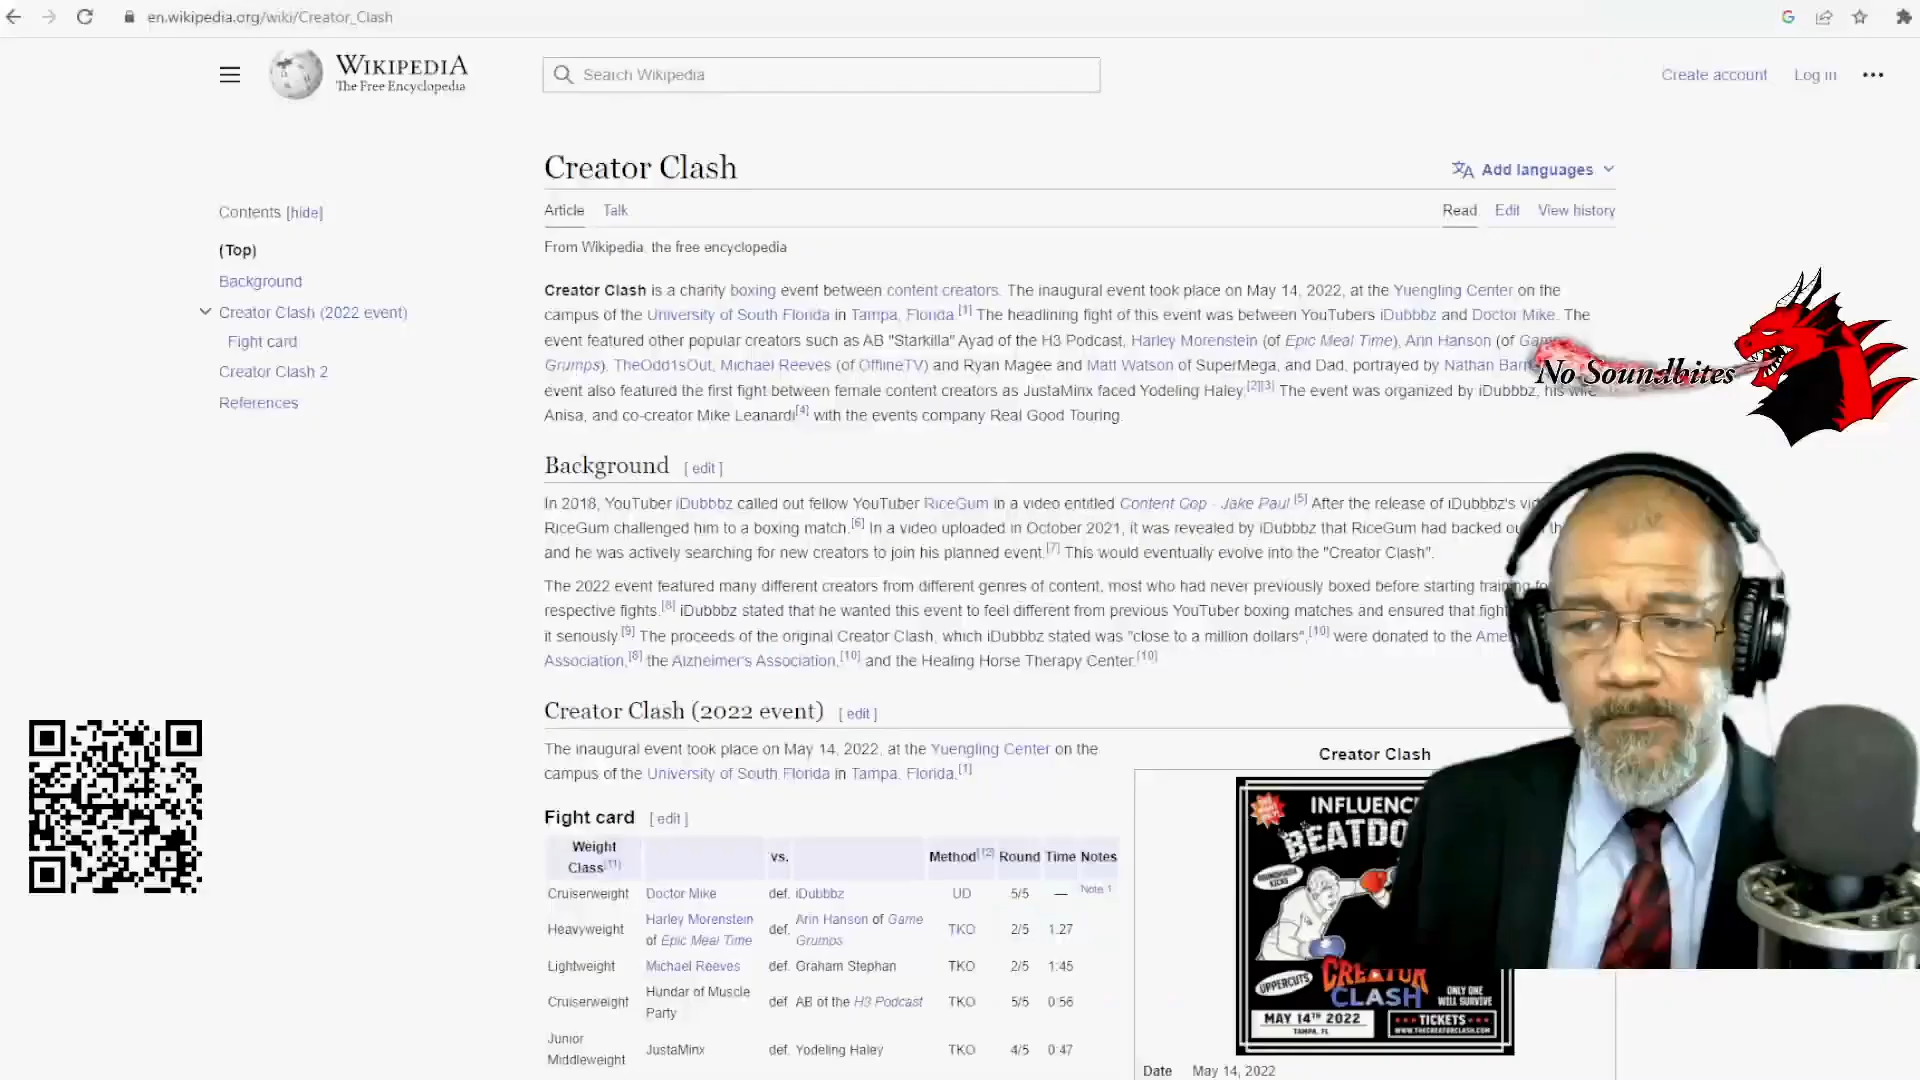 en.wikipedia.org/wiki/Creator_Clash
WIKIPEDIA
The Free Encyclopedia
Search Wikipedia
Create account
Log in
Creator Clash
Add languages
Article
Talk
Read
Edit
View history
From Wikipedia, the free encyclopedia
Contents [hide]
(Top)
Background
Creator Clash (2022 event)
Fight card
Creator Clash 2
References
Creator Clash is a charity boxing event between content creators. The inaugural event took place on May 14, 2022, at the Yuengling Center on the
campus of the University of South Florida in Tampa, Florida.[1] The headlining fight of this event was between YouTubers iDubbbz and Doctor Mike. The
event featured other popular creators such as AB "Starkilla" Ayad of the H3 Podcast, Harley Morenstein (of Epic Meal Time), Arin Hanson (of
Grumps), TheOdd1sOut, Michael Reeves (of OfflineTV) and Ryan Magee and Matt Watson of SuperMega, and Dad, portrayed by Nathan
event also featured the first fight between female content creators as JustaMinx faced Yodeling Haley.[2][3] The event was organized by iDubbbz, his wife
Anisa, and co-creator Mike Leanardi[4] with the events company Real Good Touring.
No Soundbites
Background [ edit ]
In 2018, YouTuber iDubbbz called out fellow YouTuber RiceGum in a video entitled Content Cop - Jake Paul.[5] After the release of iDubbbz's
RiceGum challenged him to a boxing match.[6] In a video uploaded in October 2021, it was revealed by iDubbbz that RiceGum had backed
and he was actively searching for new creators to join his planned event.[7] This would eventually evolve into the "Creator Clash".
The 2022 event featured many different creators from different genres of content, most who had never previously boxed before starting training
respective fights.[8] iDubbbz stated that he wanted this event to feel different from previous YouTuber boxing matches and ensured that
it seriously.[9] The proceeds of the original Creator Clash, which iDubbbz stated was "close to a million dollars",[10] were donated to the
Association,[8] the Alzheimer's Association,[10] and the Healing Horse Therapy Center.[10]
Creator Clash (2022 event) [ edit ]
The inaugural event took place on May 14, 2022, at the Yuengling Center on the
campus of the University of South Florida in Tampa, Florida.[1]
Fight card [ edit ]
Weight Class[11] vs. Method[12] Round Time Notes
Cruiserweight Doctor Mike def. iDubbbz UD 5/5 — Note 1
Heavyweight Harley Morenstein of Epic Meal Time def. Arin Hanson of Game Grumps TKO 2/5 1:27
Lightweight Michael Reeves def. Graham Stephan TKO 2/5 1:45
Cruiserweight Hundar of Muscle Party def. AB of the H3 Podcast TKO 5/5 0:56
Junior Middleweight JustaMinx def. Yodeling Haley TKO 4/5 0:47
Creator Clash
UPPERCUTS
CREATOR
CLASH
ONLY ONE
WILL SURVIVE
MAY 14TH 2022
TAMPA, FL
TICKETS
WWW.THECREATORCLASH.COM
Date May 14, 2022